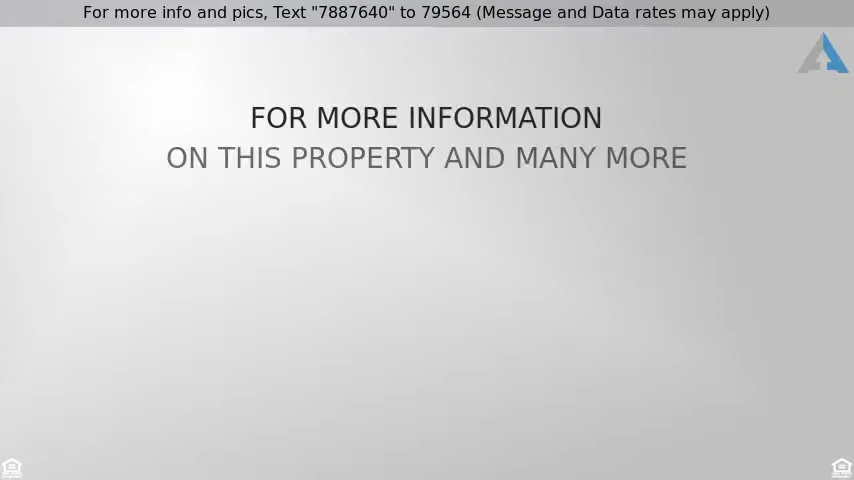 For more info and pics, Text "7887640" to 79564 (Message and Data rates may apply)
FOR MORE INFORMATION
ON THIS PROPERTY AND MANY MORE